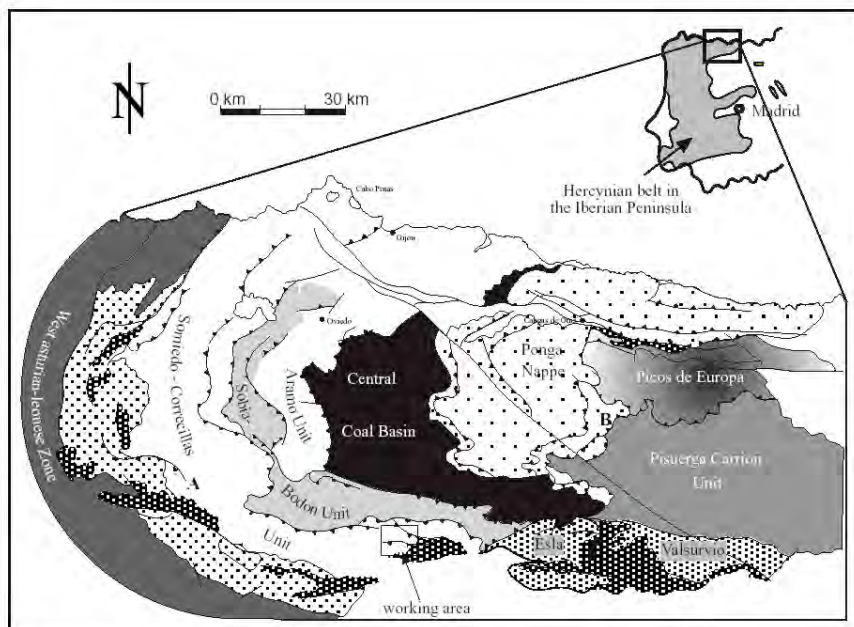 N
0 km
30 km
Madrid
Hercynian belt in
the Iberian Peninsula
Cabo Penas
Gijon
West asturian-leonese Zone
Somiedo - Correcillas
Unit
Oviedo
Sobia-
Bodon Unit
Aramo Unit
Central
Coal Basin
Ponga
Nappe
Picos de Europa
B
Pisuerga Carrion
Unit
A
Esla
Valsurvio
working area